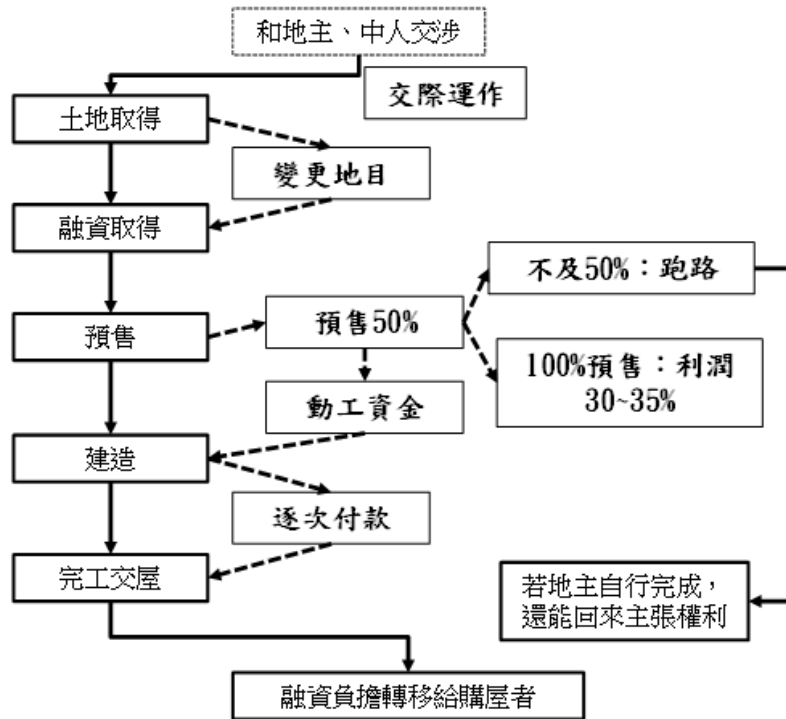 和地主、中人交涉
交際運作
土地取得
變更地目
融資取得
不及50%：跑路
預售
預售50%
100%預售：利潤
30~35%
動工資金
建造
逐次付款
完工交屋
若地主自行完成，
還能回來主張權利
融資負擔轉移給購屋者